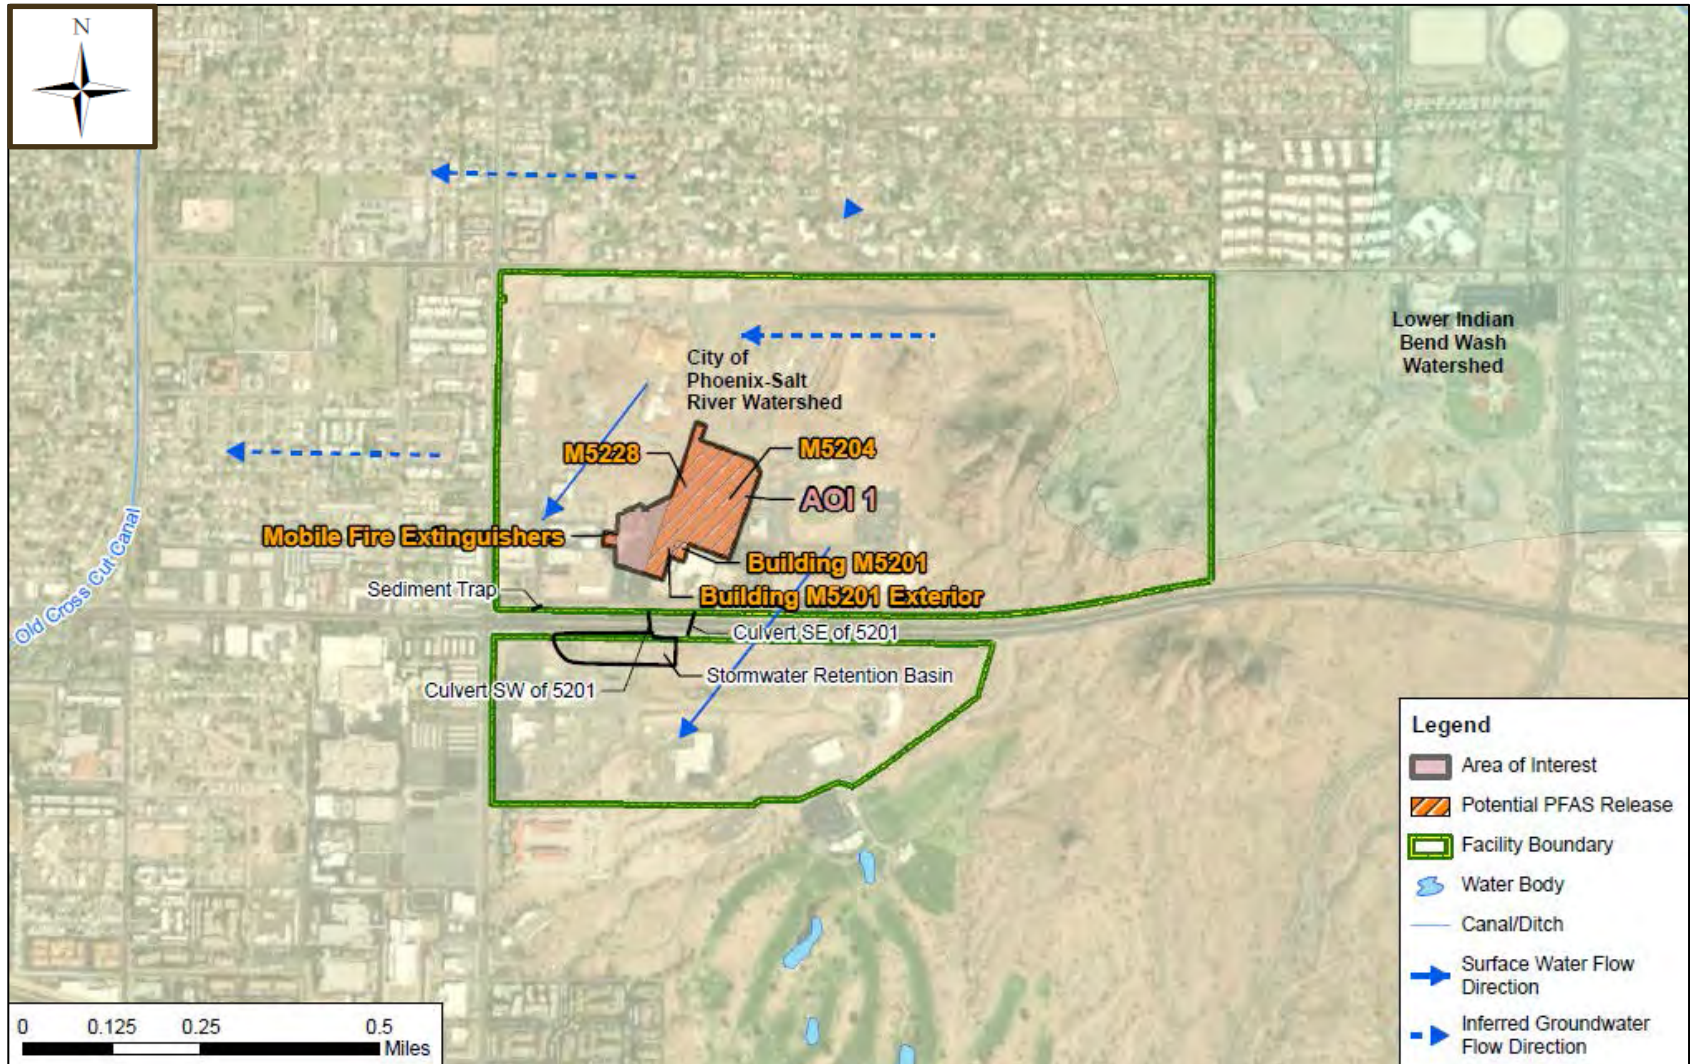 N
Lower Indian
Bend Wash
Watershed
City of
Phoenix-Salt
River Watershed
M5228
M5204
AOI 1
Mobile Fire Extinguishers
Building M5201
Building M5201 Exterior
Sediment Trap
Old Cross Cut Canal
Culvert SE of 5201
Culvert SW of 5201
Stormwater Retention Basin
Legend
Area of Interest
Potential PFAS Release
Facility Boundary
Water Body
Canal/Ditch
Surface Water Flow
Direction
Inferred Groundwater
Flow Direction
0 0.125 0.25 0.5
Miles